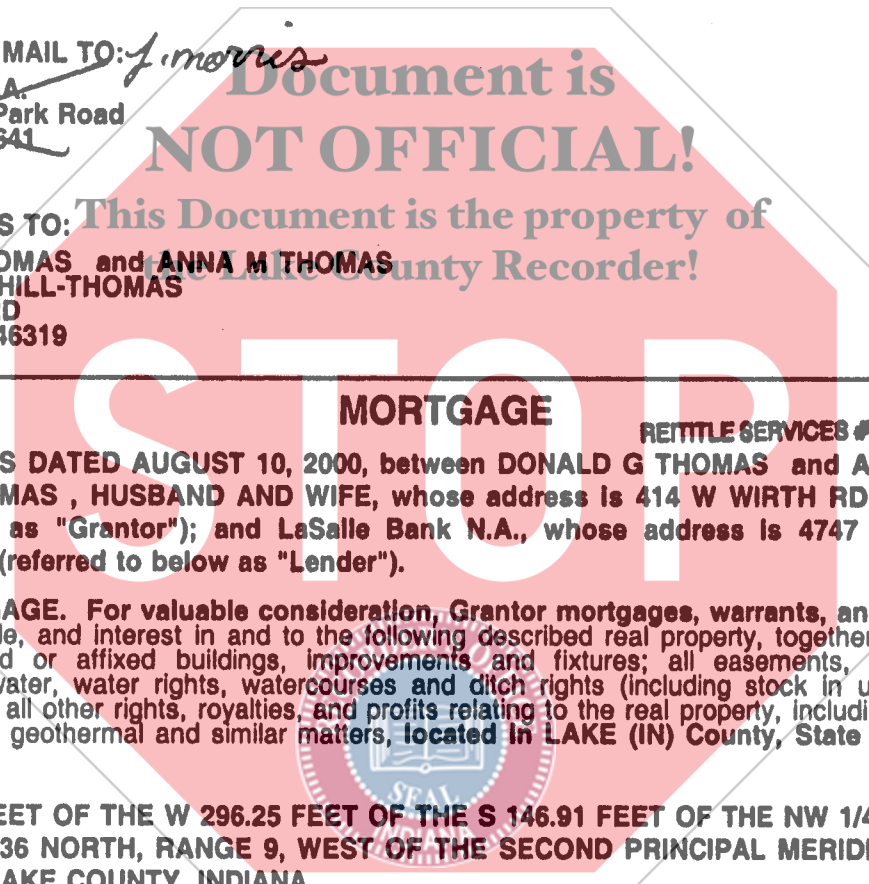 MAIL TO: J. morris
A.
Park Road
641
Document is
NOT OFFICIAL!
This Document is the property of
the Lake County Recorder!
S TO:
OMAS and ANNA M THOMAS
HILL-THOMAS
D
46319
STOP
MORTGAGE
REITITLE SERVICES #
S DATED AUGUST 10, 2000, between DONALD G THOMAS and A
MAS , HUSBAND AND WIFE, whose address is 414 W WIRTH RD
as "Grantor"); and LaSalle Bank N.A., whose address is 4747
(referred to below as "Lender").
AGE. For valuable consideration, Grantor mortgages, warrants, an
le, and interest in and to the following described real property, together
d or affixed buildings, improvements and fixtures; all easements,
vater, water rights, watercourses and ditch rights (including stock in u
all other rights, royalties, and profits relating to the real property, includi
geothermal and similar matters, located in LAKE (IN) County, State
SEAL
INDIANA
EET OF THE W 296.25 FEET OF THE S 146.91 FEET OF THE NW 1/4
36 NORTH, RANGE 9, WEST OF THE SECOND PRINCIPAL MERIDI
LAKE COUNTY, INDIANA